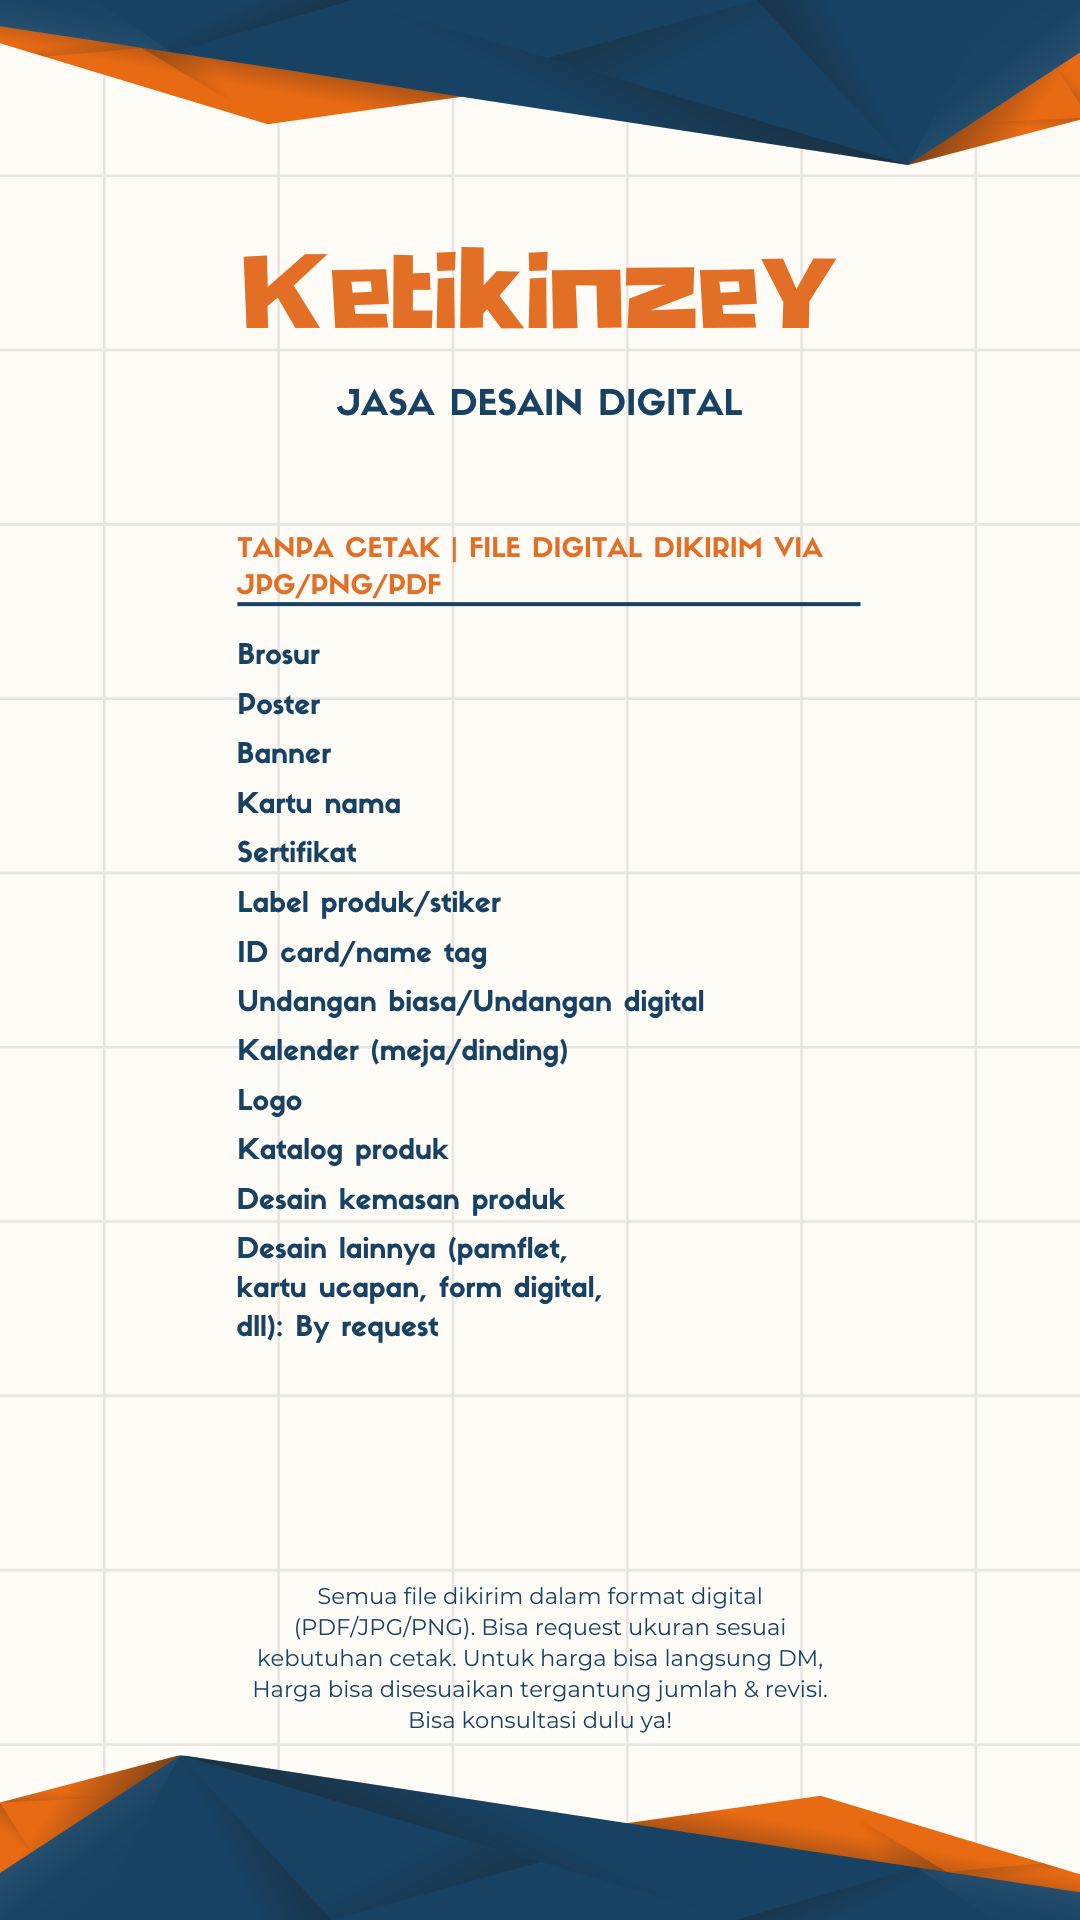 KetikinzeY
JASA DESAIN DIGITAL
TANPA CETAK | FILE DIGITAL DIKIRIM VIA
JPG/PNG/PDF
Brosur
Poster
Banner
Kartu nama
Sertifikat
Label produk/stiker
ID card/name tag
Undangan biasa/Undangan digital
Kalender (meja/dinding)
Logo
Katalog produk
Desain kemasan produk
Desain lainnya (pamflet,
kartu ucapan, form digital,
dll): By request
Semua file dikirim dalam format digital
(PDF/JPG/PNG). Bisa request ukuran sesuai
kebutuhan cetak. Untuk harga bisa langsung DM,
Harga bisa disesuaikan tergantung jumlah & revisi.
Bisa konsultasi dulu ya!